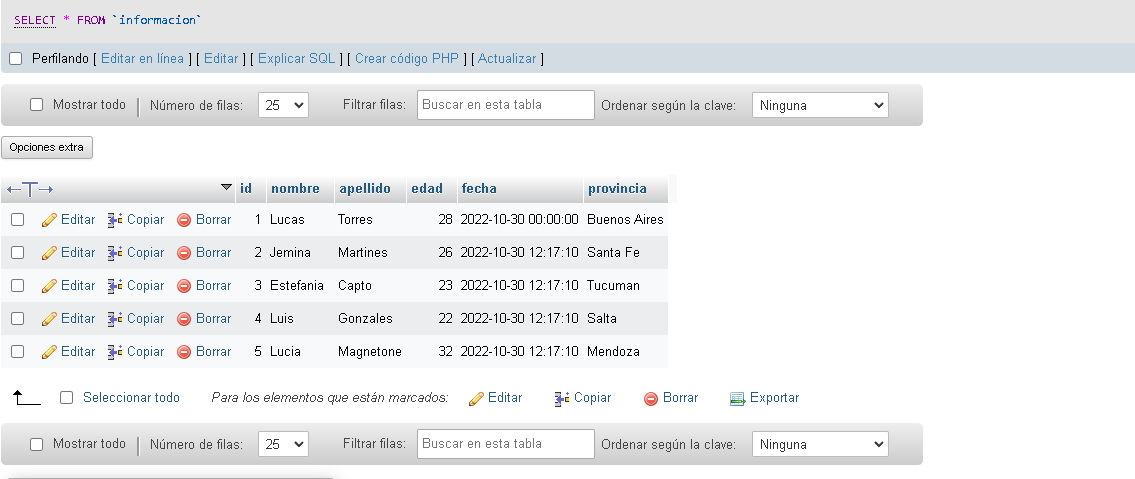 SELECT * FROM `informacion`
Perfilando [ Editar en línea ] [ Editar ] [ Explicar SQL ] [ Crear código PHP ] [ Actualizar ]
Mostrar todo | Número de filas: 25 Filtrar filas: Buscar en esta tabla Ordenar según la clave: Ninguna
Opciones extra
←T→ id nombre apellido edad fecha provincia
Editar Copiar Borrar 1 Lucas Torres 28 2022-10-30 00:00:00 Buenos Aires
Editar Copiar Borrar 2 Jemina Martines 26 2022-10-30 12:17:10 Santa Fe
Editar Copiar Borrar 3 Estefania Capto 23 2022-10-30 12:17:10 Tucuman
Editar Copiar Borrar 4 Luis Gonzales 22 2022-10-30 12:17:10 Salta
Editar Copiar Borrar 5 Lucia Magnetone 32 2022-10-30 12:17:10 Mendoza
Seleccionar todo Para los elementos que están marcados: Editar Copiar Borrar Exportar
Mostrar todo | Número de filas: 25 Filtrar filas: Buscar en esta tabla Ordenar según la clave: Ninguna